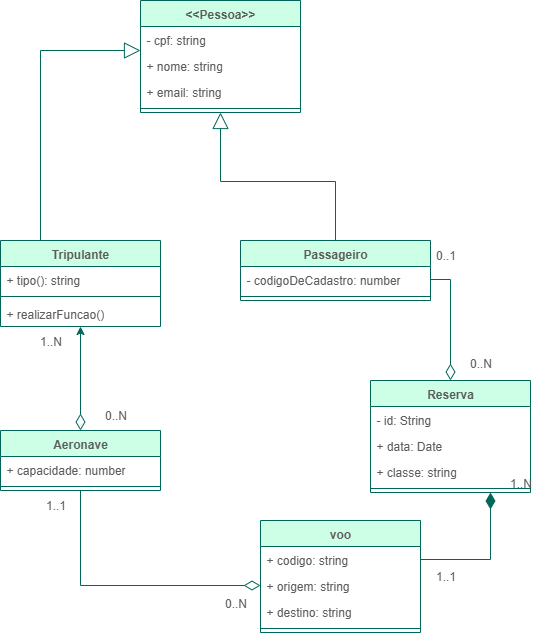 <<Pessoa>>
- cpf: string
+ nome: string
+ email: string
Tripulante
+ tipo(): string
+ realizarFuncao()
Passageiro
- codigoDeCadastro: number
0..1
1..N
0..N
0..N
Reserva
- id: String
+ data: Date
+ classe: string
1..N
Aeronave
+ capacidade: number
1..1
voo
+ codigo: string
+ origem: string
+ destino: string
1..1
0..N